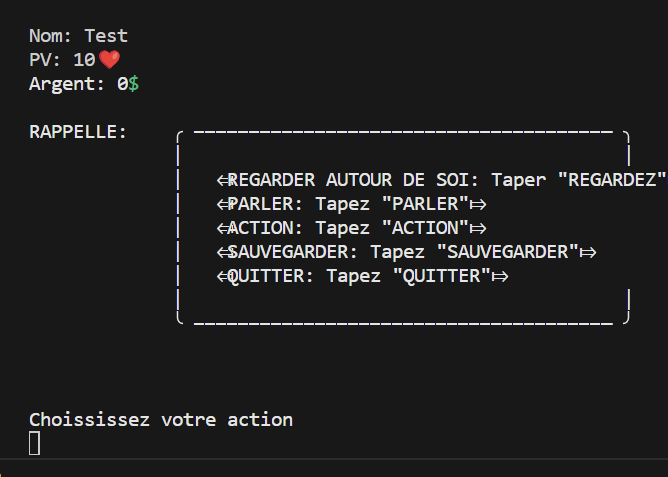 Nom: Test
PV: 10❤️
Argent: 0$
RAPPELLE:
⇔REGARDER AUTOUR DE SOI: Taper "REGARDEZ"
⇔PARLER: Tapez "PARLER"⤠
⇔ACTION: Tapez "ACTION"⤠
⇔SAUVEGARDER: Tapez "SAUVEGARDER"⤠
⇔QUITTER: Tapez "QUITTER"⤠
Choississez votre action